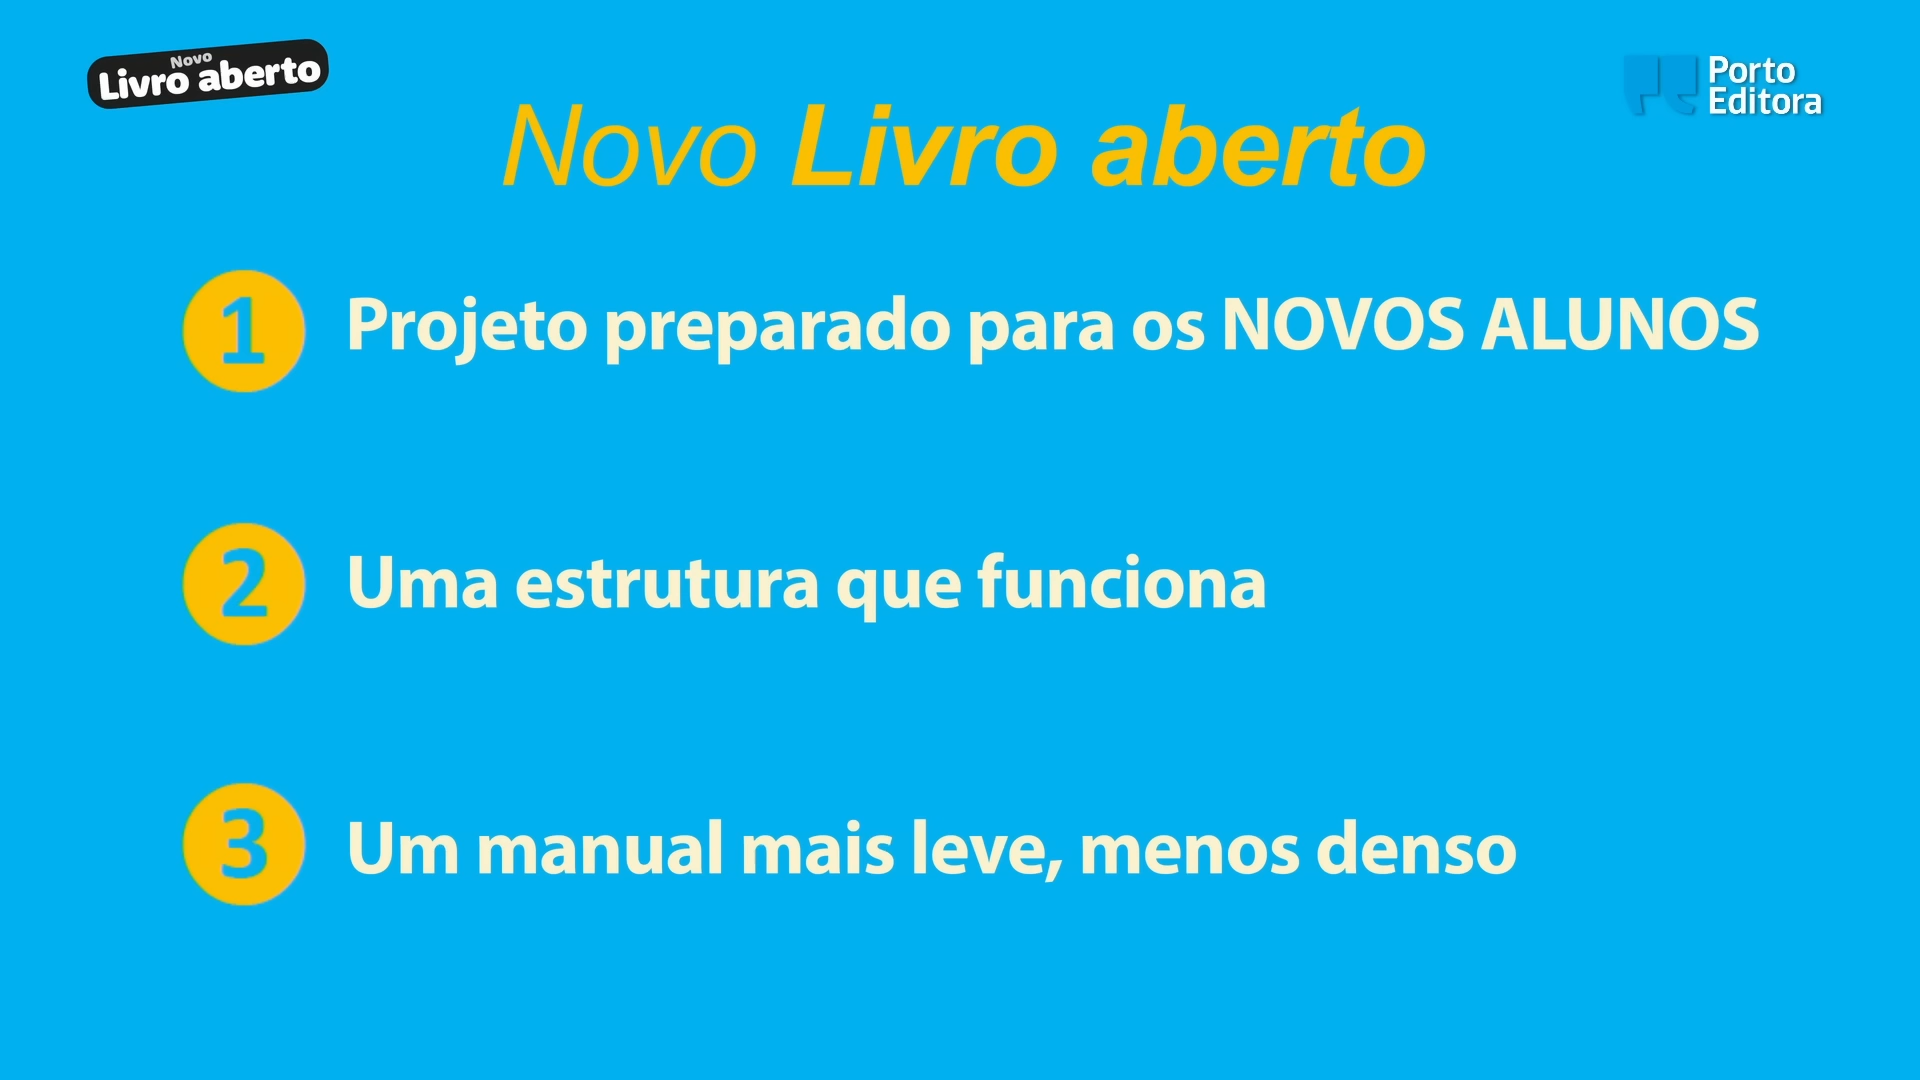 Novo
Livro aberto
Porto
Editora
Novo Livro aberto
1 Projeto preparado para os NOVOS ALUNOS
2 Uma estrutura que funciona
3 Um manual mais leve, menos denso